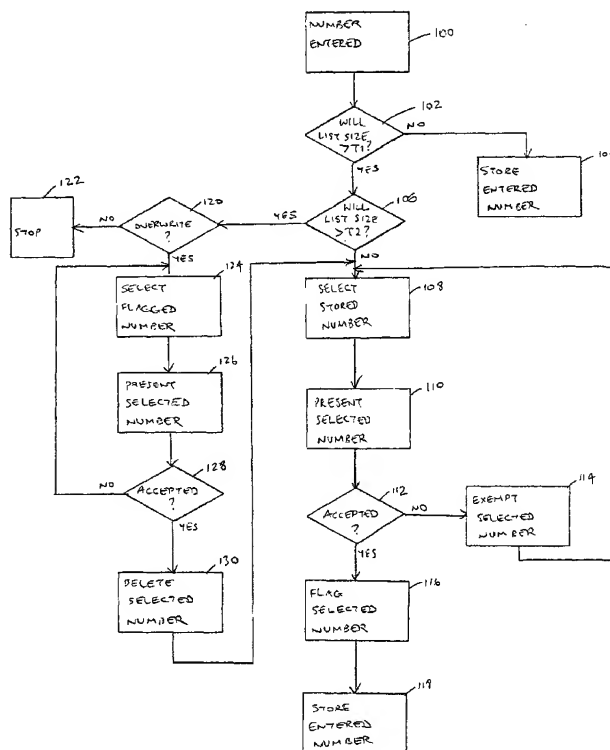 NUMBER
ENTERED
100
WILL
LIST SIZE
>T1?
102
NO
YES
STORE
ENTERED
NUMBER
122
STOP
NO
120
OVERWRITE
?
YES
YES
WILL
LIST SIZE
>T2?
106
NO
124
SELECT
FLAGGED
NUMBER
SELECT
STORED
NUMBER
108
126
PRESENT
SELECTED
NUMBER
PRESENT
SELECTED
NUMBER
110
128
NO
ACCEPTED
?
YES
112
ACCEPTED
?
NO
YES
114
EXEMPT
SELECTED
NUMBER
130
DELETE
SELECTED
NUMBER
FLAG
SELECTED
NUMBER
116
STORE
ENTERED
NUMBER